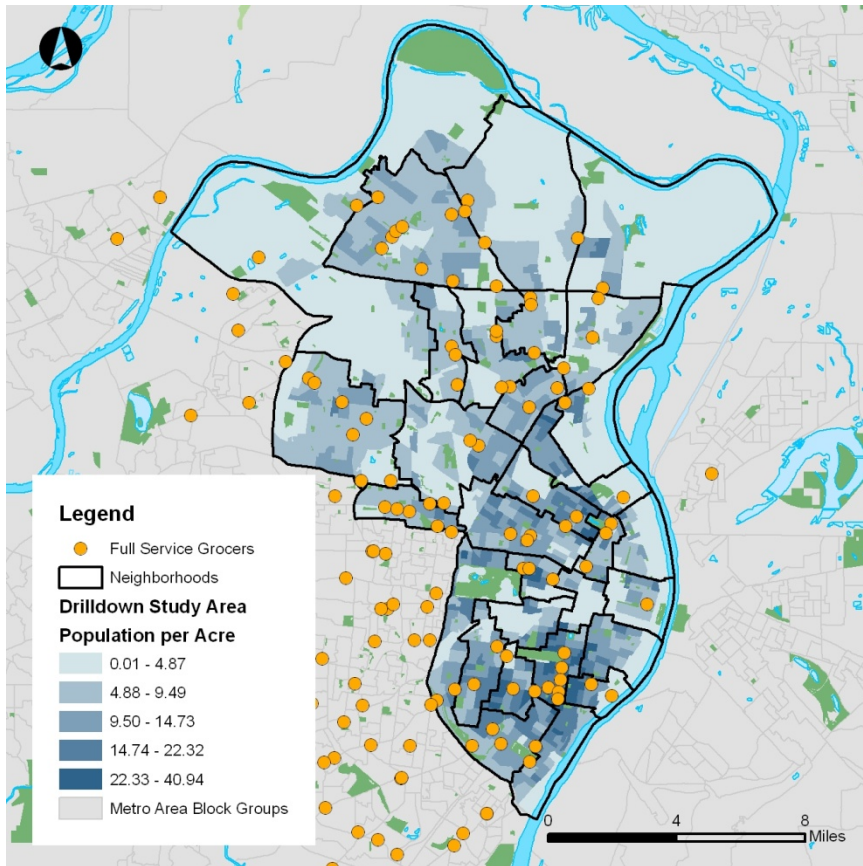 Legend
Full Service Grocers
Neighborhoods
Drilldown Study Area
Population per Acre
0.01 - 4.87
4.88 - 9.49
9.50 - 14.73
14.74 - 22.32
22.33 - 40.94
Metro Area Block Groups
0 4 8
Miles